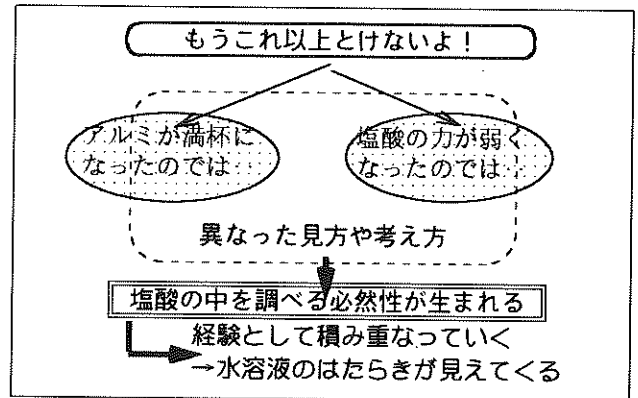 もうこれ以上とけないよ！
アルミが満杯に
なったのでは…
塩酸の力が弱く
なったのでは…
異なった見方や考え方
塩酸の中を調べる必然性が生まれる
経験として積み重なっていく
→水溶液のはたらきが見えてくる